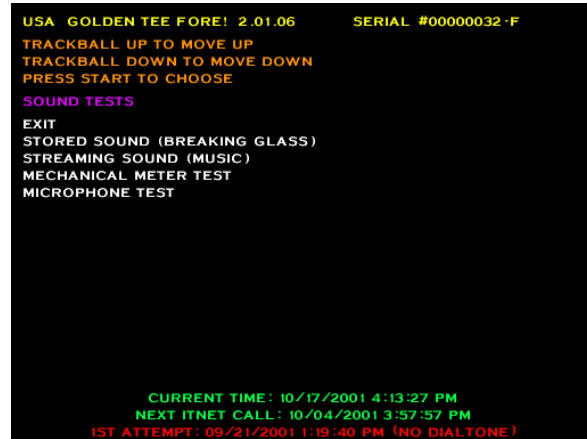 USA GOLDEN TEE FORE! 2.01.06 SERIAL #00000032-F
TRACKBALL UP TO MOVE UP
TRACKBALL DOWN TO MOVE DOWN
PRESS START TO CHOOSE
SOUND TESTS
EXIT
STORED SOUND (BREAKING GLASS)
STREAMING SOUND (MUSIC)
MECHANICAL METER TEST
MICROPHONE TEST
CURRENT TIME: 10/17/2001 4:13:27 PM
NEXT ITNET CALL: 10/04/2001 3:57:57 PM
1ST ATTEMPT: 09/21/2001 1:19:40 PM (NO DIALTONE)